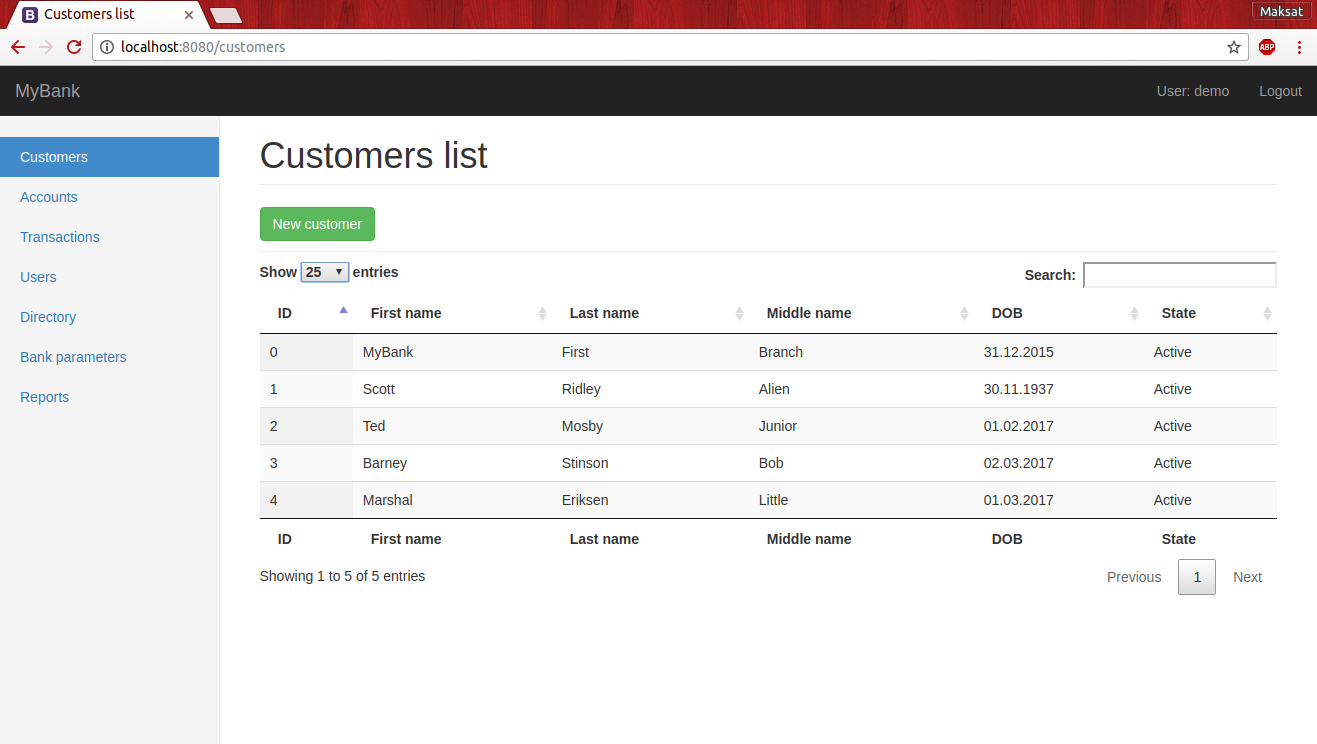 Customers list
Maksat
localhost:8080/customers
ABP
MyBank User: demo Logout
Customers
Accounts
Transactions
Users
Directory
Bank parameters
Reports
Customers list
New customer
Show 25 entries Search:
ID First name Last name Middle name DOB State
0 MyBank First Branch 31.12.2015 Active
1 Scott Ridley Alien 30.11.1937 Active
2 Ted Mosby Junior 01.02.2017 Active
3 Barney Stinson Bob 02.03.2017 Active
4 Marshal Eriksen Little 01.03.2017 Active
ID First name Last name Middle name DOB State
Showing 1 to 5 of 5 entries Previous 1 Next